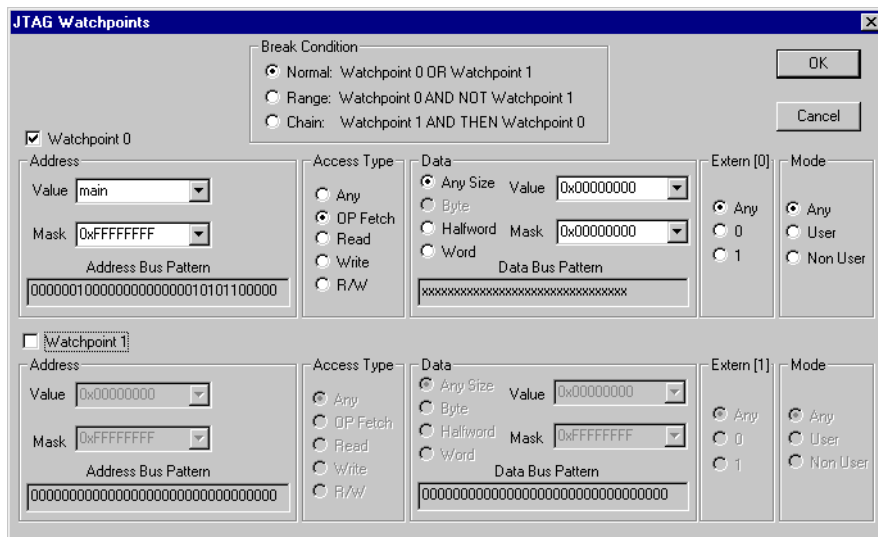 JTAG Watchpoints
Break Condition
Normal: Watchpoint 0 OR Watchpoint 1
Range: Watchpoint 0 AND NOT Watchpoint 1
Chain: Watchpoint 1 AND THEN Watchpoint 0
OK
Cancel
Watchpoint 0
Address
Value main
Mask 0xFFFFFFFF
Address Bus Pattern
00000010000000000000010101100000
Access Type
Any
OP Fetch
Read
Write
R/W
Data
Any Size
Byte
Halfword
Word
Value 0x00000000
Mask 0x00000000
Data Bus Pattern
xxxxxxxxxxxxxxxxxxxxxxxxxxxxxxxx
Extern [0]
Any
0
1
Mode
Any
User
Non User
Watchpoint 1
Address
Value 0x00000000
Mask 0xFFFFFFFF
Address Bus Pattern
00000000000000000000000000000000
Access Type
Any
OP Fetch
Read
Write
R/W
Data
Any Size
Byte
Halfword
Word
Value 0x00000000
Mask 0xFFFFFFFF
Data Bus Pattern
00000000000000000000000000000000
Extern [1]
Any
0
1
Mode
Any
User
Non User